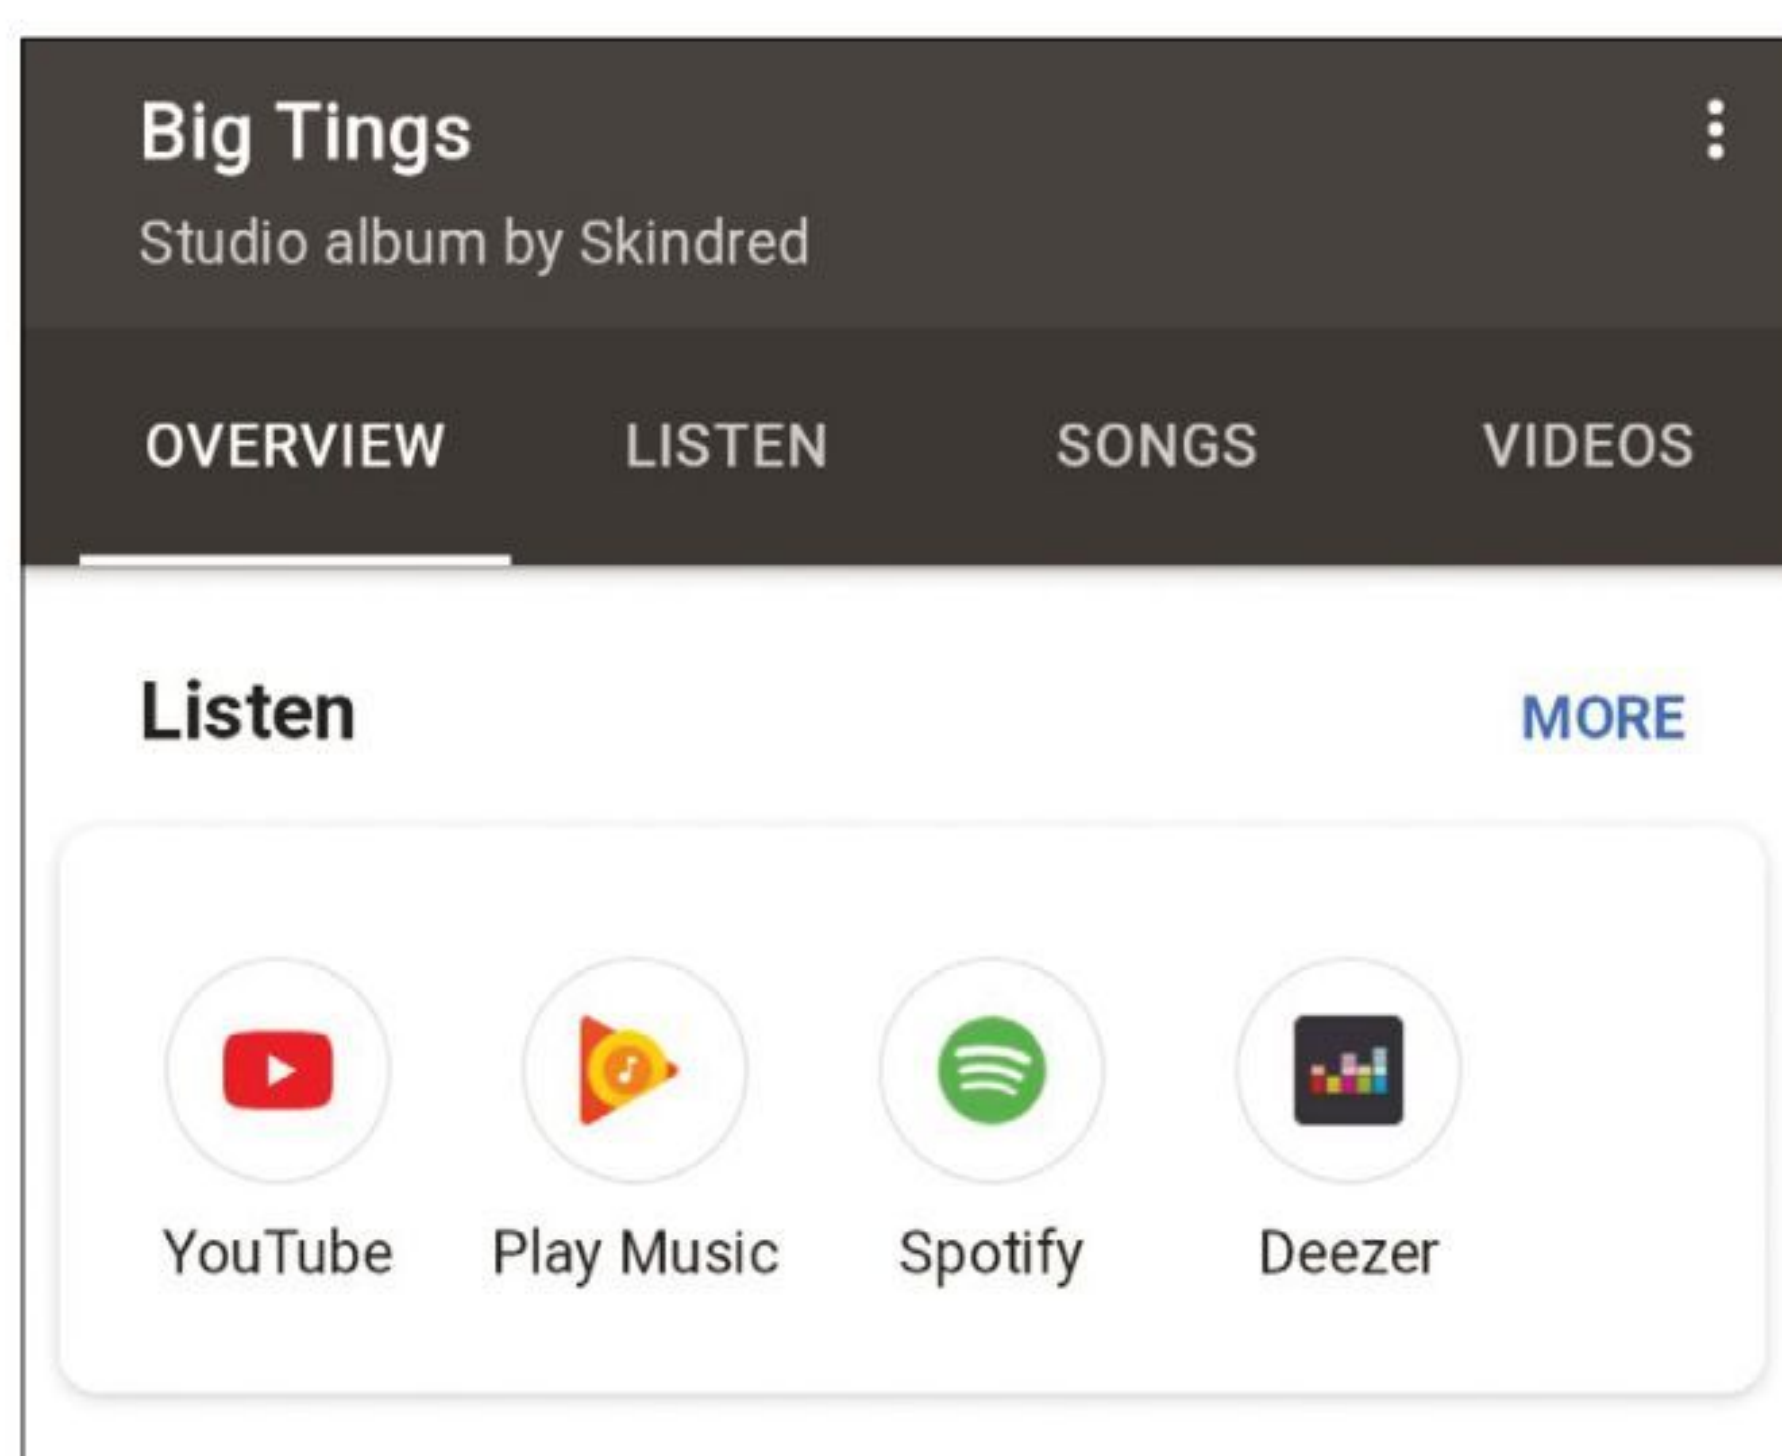 Big Tings
Studio album by Skindred
OVERVIEW LISTEN SONGS VIDEOS
Listen MORE
YouTube Play Music Spotify Deezer